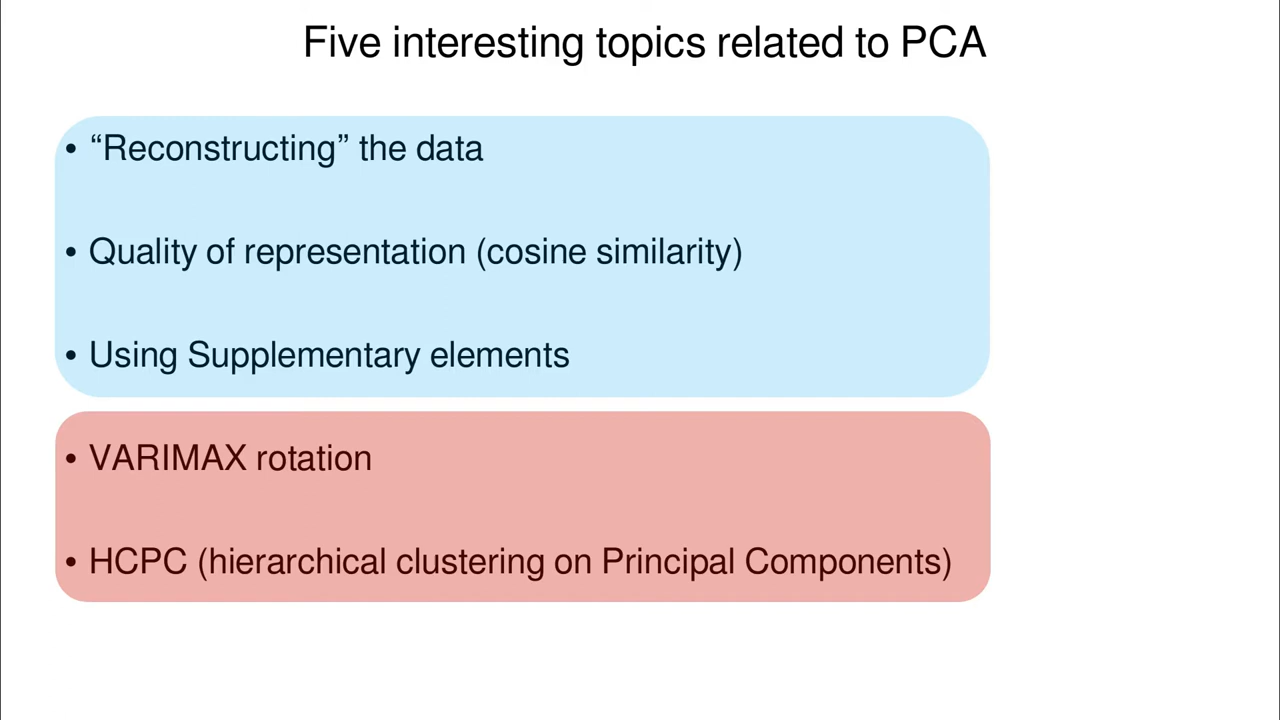 Five interesting topics related to PCA
• “Reconstructing” the data
• Quality of representation (cosine similarity)
• Using Supplementary elements
• VARIMAX rotation
• HCPC (hierarchical clustering on Principal Components)